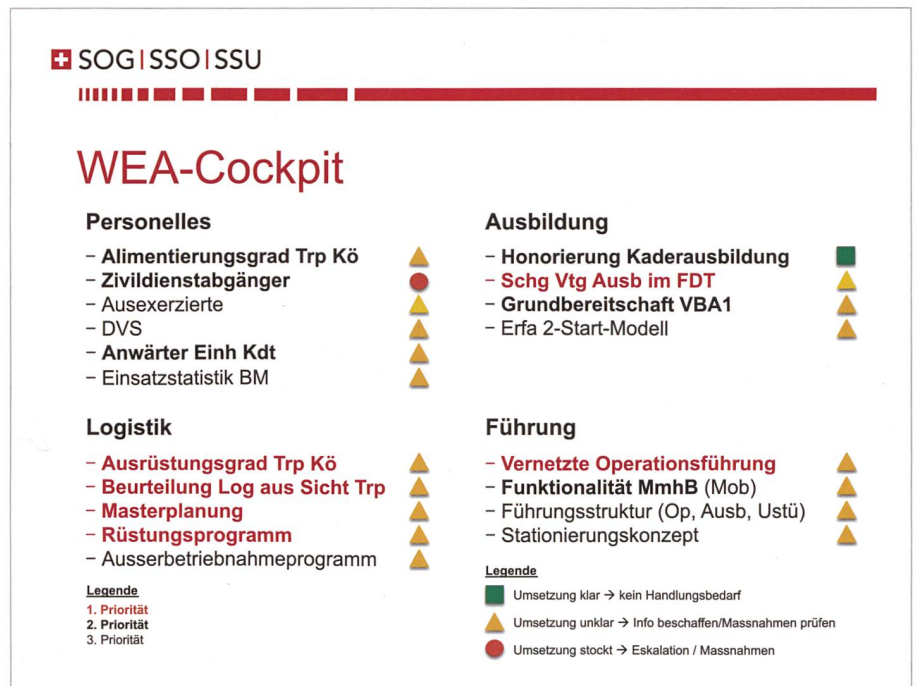 SOG|SSO|SSU
WEA-Cockpit
Personelles
– Alimentierungsgrad Trp Kö
– Zivildienstabgänger
– Ausexerzierte
– DVS
– Anwärter Einh Kdt
– Einsatzstatistik BM
Ausbildung
– Honorierung Kaderausbildung
– Schg Vtg Ausb im FDT
– Grundbereitschaft VBA1
– Erfa 2-Start-Modell
Logistik
– Ausrüstungsgrad Trp Kö
– Beurteilung Log aus Sicht Trp
– Masterplanung
– Rüstungsprogramm
– Ausserbetriebnahmeprogramm
Legende
1. Priorität
2. Priorität
3. Priorität
Führung
– Vernetzte Operationsführung
– Funktionalität MmhB (Mob)
– Führungsstruktur (Op, Ausb, Ustü)
– Stationierungskonzept
Legende
Umsetzung klar → kein Handlungsbedarf
Umsetzung unklar → Info beschaffen/Massnahmen prüfen
Umsetzung stockt → Eskalation / Massnahmen